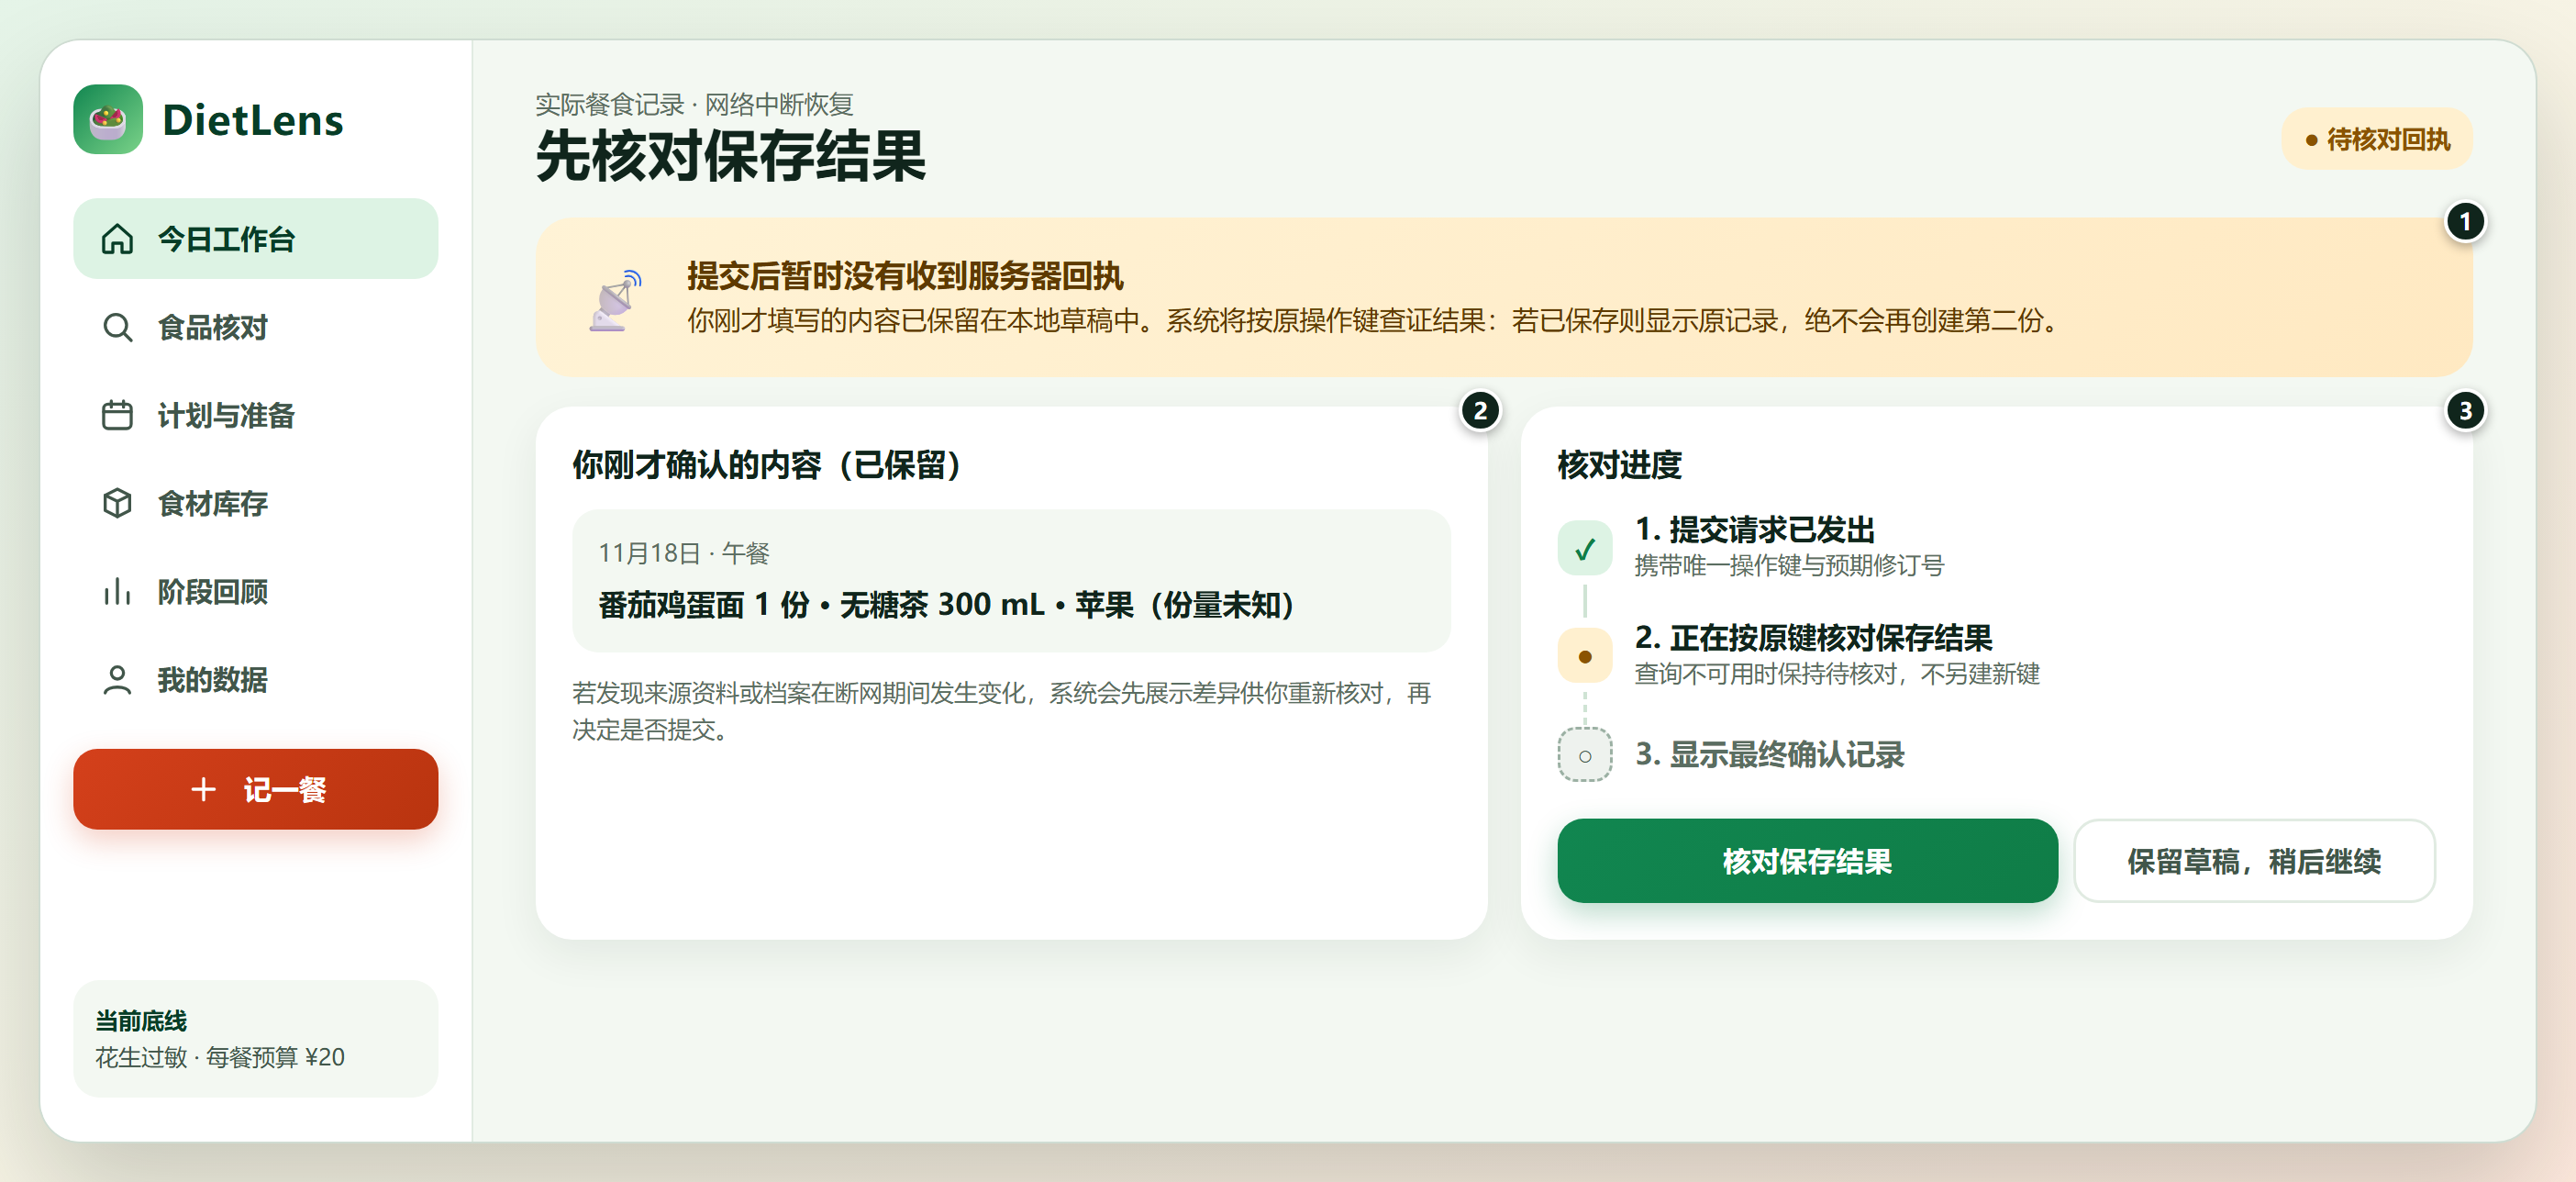 DietLens
今日工作台
食品核对
计划与准备
食材库存
阶段回顾
我的数据
+ 记一餐
当前底线
花生过敏 · 每餐预算 ¥20
实际餐食记录 · 网络中断恢复
先核对保存结果
● 待核对回执
1
提交后暂时没有收到服务器回执
你刚才填写的内容已保留在本地草稿中。系统将按原操作键查证结果：若已保存则显示原记录，绝不会再创建第二份。
2
你刚才确认的内容（已保留）
11月18日 · 午餐
番茄鸡蛋面 1 份 • 无糖茶 300 mL • 苹果（份量未知）
若发现来源资料或档案在断网期间发生变化，系统会先展示差异供你重新核对，再
决定是否提交。
3
核对进度
✓ 1. 提交请求已发出
携带唯一操作键与预期修订号
● 2. 正在按原键核对保存结果
查询不可用时保持待核对，不另建新键
○ 3. 显示最终确认记录
核对保存结果
保留草稿，稍后继续